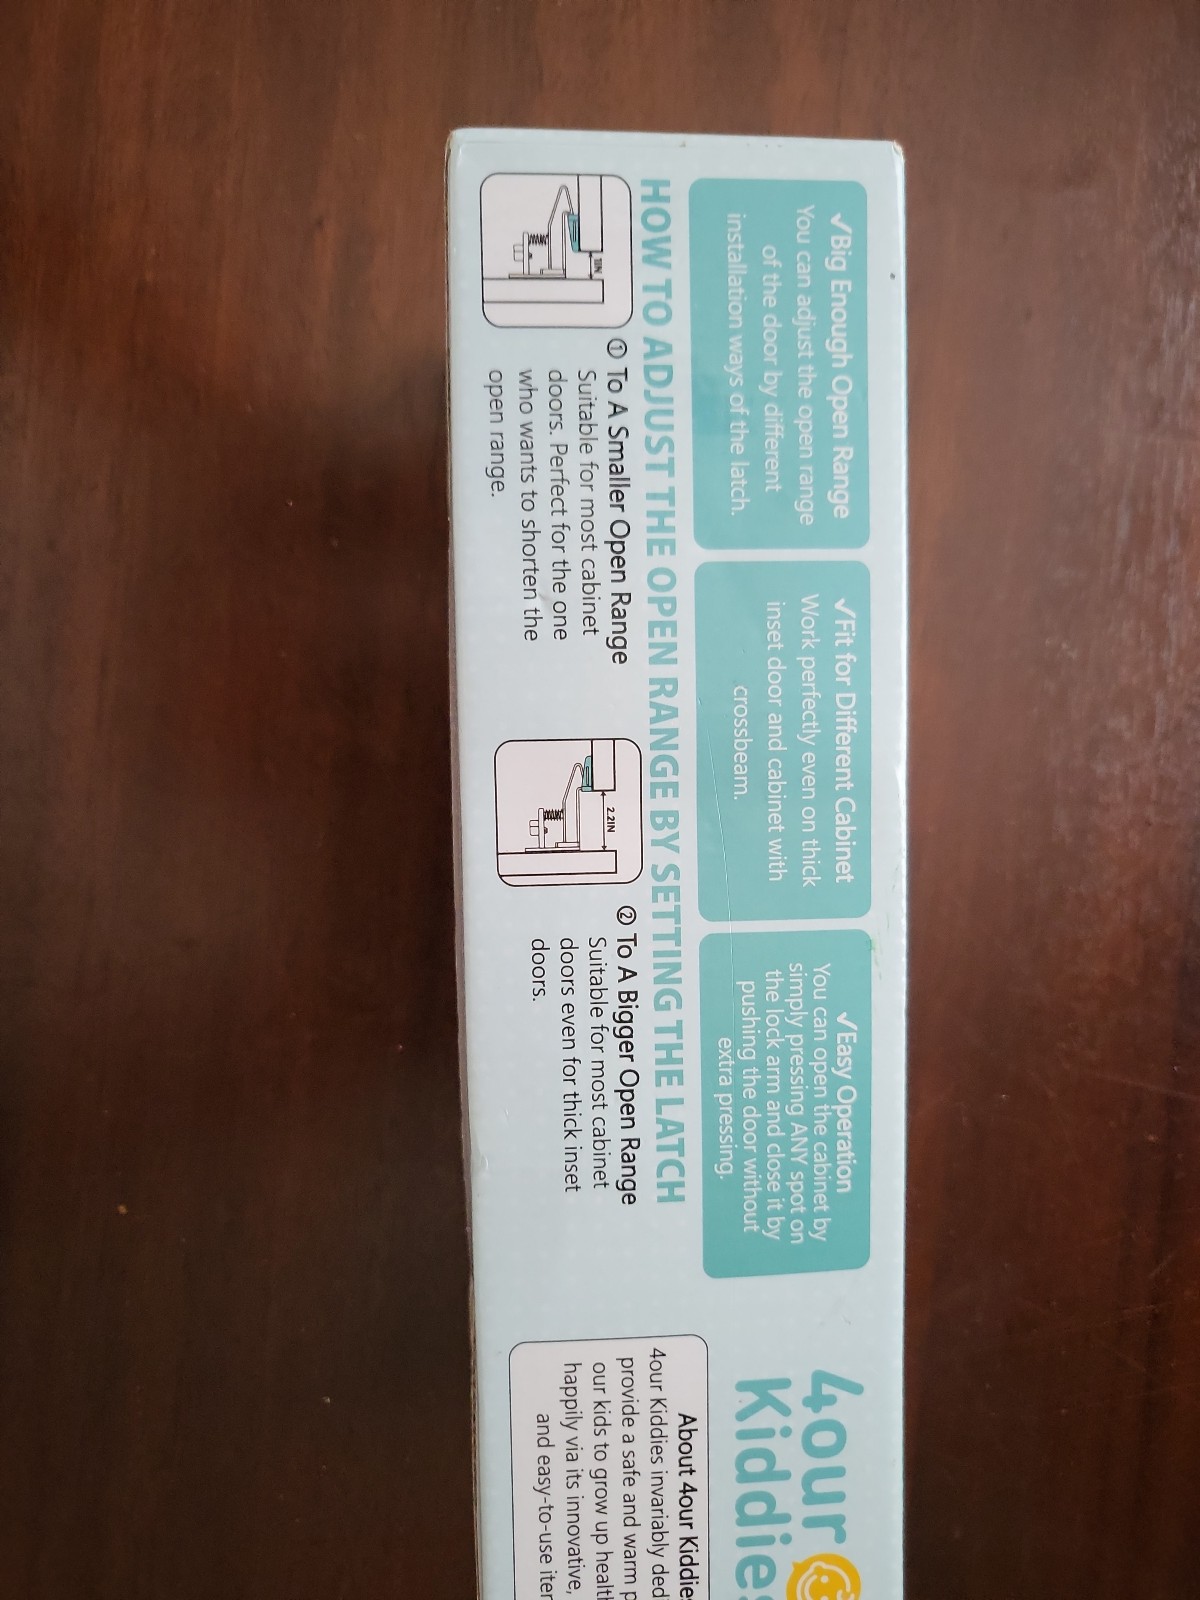 ✓Big Enough Open Range
You can adjust the open range
of the door by different
installation ways of the latch.
✓Fit for Different Cabinet
Work perfectly even on thick
inset door and cabinet with
crossbeam.
✓Easy Operation
You can open the cabinet by
simply pressing ANY spot on
the lock arm and close it by
pushing the door without
extra pressing.
HOW TO ADJUST THE OPEN RANGE BY SETTING THE LATCH
1IN
① To A Smaller Open Range
Suitable for most cabinet
doors. Perfect for the one
who wants to shorten the
open range.
2.2IN
② To A Bigger Open Range
Suitable for most cabinet
doors even for thick inset
doors.
4our
Kiddies
About 4our Kiddies
4our Kiddies invariably ded
provide a safe and warm p
our kids to grow up health
happily via its innovative,
and easy-to-use iter